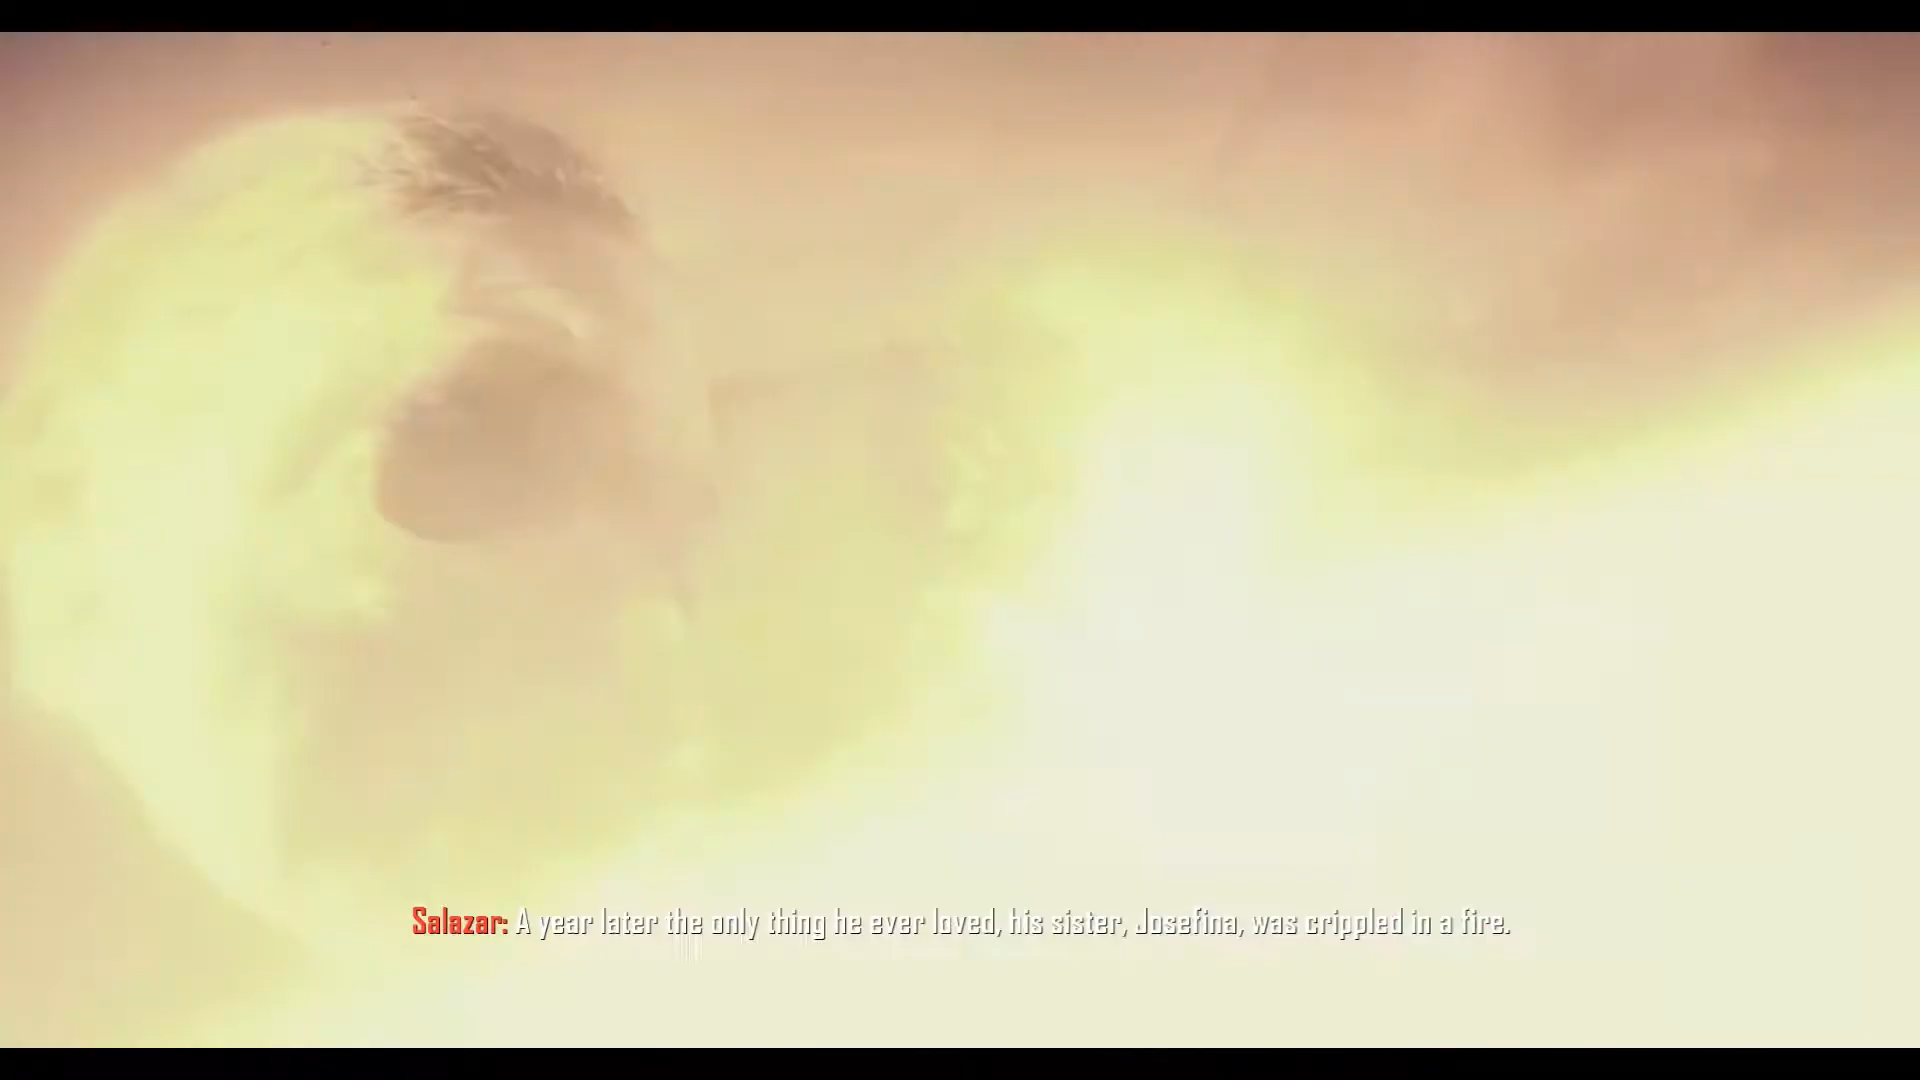 Salazar: A year later the only thing he ever loved, his sister, Josefina, was crippled in a fire.